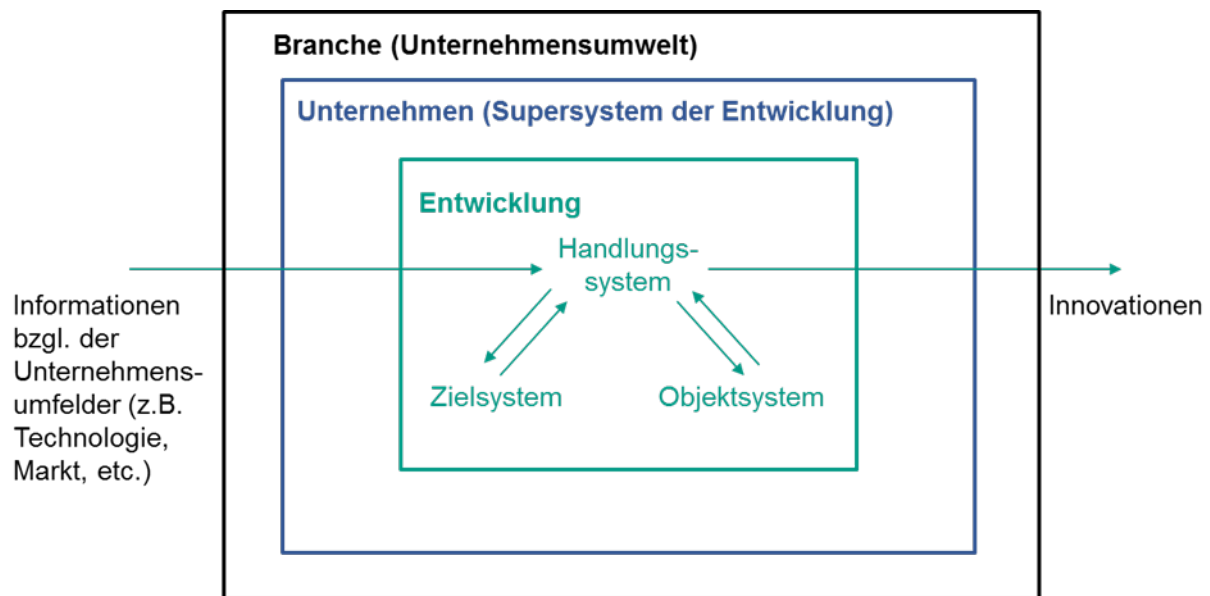 Branche (Unternehmensumwelt)
Unternehmen (Supersystem der Entwicklung)
Entwicklung
Handlungs-
system
Informationen
bzgl. der
Unternehmens-
umfelder (z.B.
Technologie,
Markt, etc.)
Innovationen
Zielsystem
Objektsystem